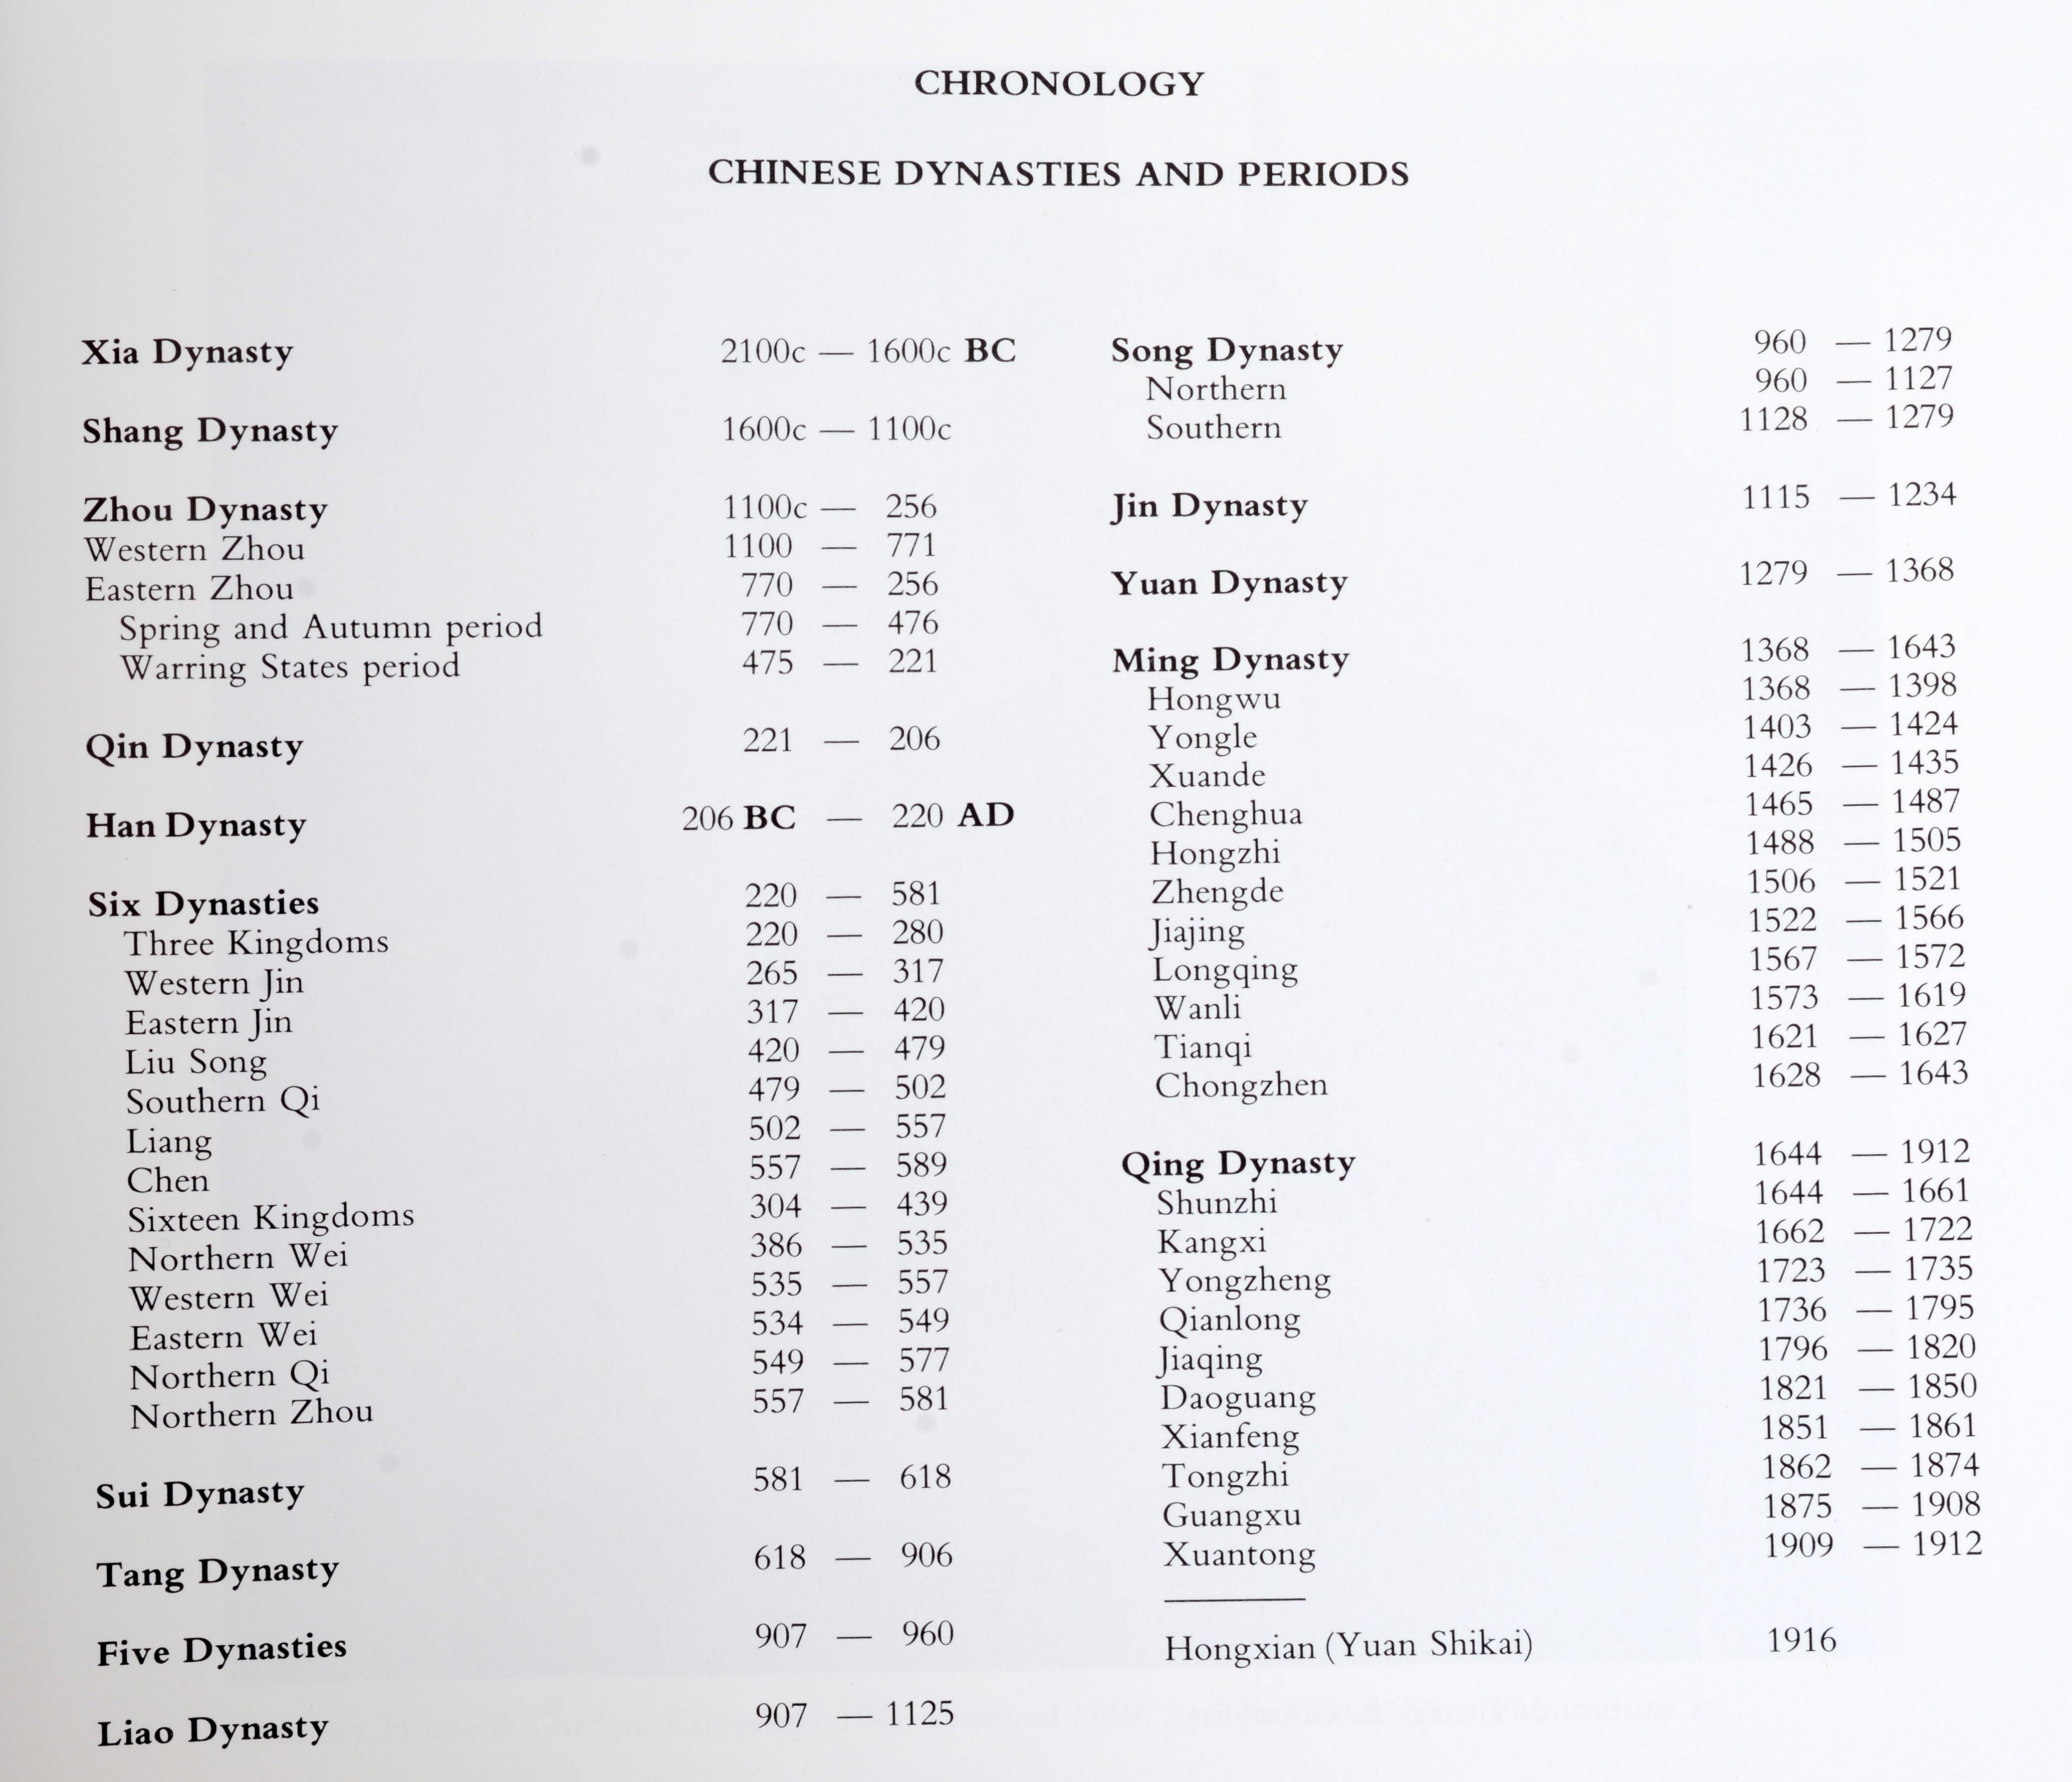 CHRONOLOGY
CHINESE DYNASTIES AND PERIODS
Xia Dynasty 2100c — 1600c BC
Shang Dynasty 1600c — 1100c
Zhou Dynasty 1100c — 256
Western Zhou 1100 — 771
Eastern Zhou 770 — 256
Spring and Autumn period 770 — 476
Warring States period 475 — 221
Qin Dynasty 221 — 206
Han Dynasty 206 BC — 220 AD
Six Dynasties 220 — 581
Three Kingdoms 220 — 280
Western Jin 265 — 317
Eastern Jin 317 — 420
Liu Song 420 — 479
Southern Qi 479 — 502
Liang 502 — 557
Chen 557 — 589
Sixteen Kingdoms 304 — 439
Northern Wei 386 — 535
Western Wei 535 — 557
Eastern Wei 534 — 549
Northern Qi 549 — 577
Northern Zhou 557 — 581
Sui Dynasty 581 — 618
Tang Dynasty 618 — 906
Five Dynasties 907 — 960
Liao Dynasty 907 — 1125
Song Dynasty 960 — 1279
Northern 960 — 1127
Southern 1128 — 1279
Jin Dynasty 1115 — 1234
Yuan Dynasty 1279 — 1368
Ming Dynasty 1368 — 1643
Hongwu 1368 — 1398
Yongle 1403 — 1424
Xuande 1426 — 1435
Chenghua 1465 — 1487
Hongzhi 1488 — 1505
Zhengde 1506 — 1521
Jiajing 1522 — 1566
Longqing 1567 — 1572
Wanli 1573 — 1619
Tianqi 1621 — 1627
Chongzhen 1628 — 1643
Qing Dynasty 1644 — 1912
Shunzhi 1644 — 1661
Kangxi 1662 — 1722
Yongzheng 1723 — 1735
Qianlong 1736 — 1795
Jiaqing 1796 — 1820
Daoguang 1821 — 1850
Xianfeng 1851 — 1861
Tongzhi 1862 — 1874
Guangxu 1875 — 1908
Xuantong 1909 — 1912
Hongxian (Yuan Shikai) 1916